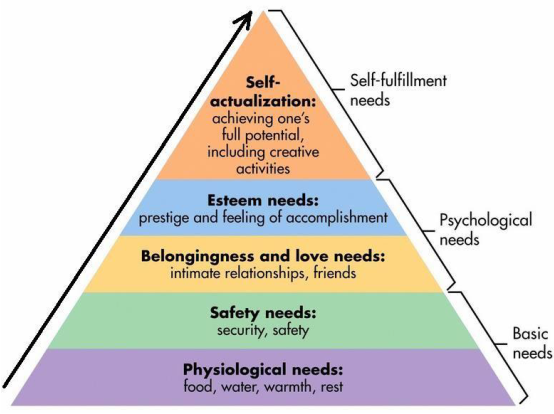 Self-
actualization:
achieving one's
full potential,
including creative
activities
Self-fulfillment
needs
Esteem needs:
prestige and feeling of accomplishment
Psychological
needs
Belongingness and love needs:
intimate relationships, friends
Safety needs:
security, safety
Basic
needs
Physiological needs:
food, water, warmth, rest